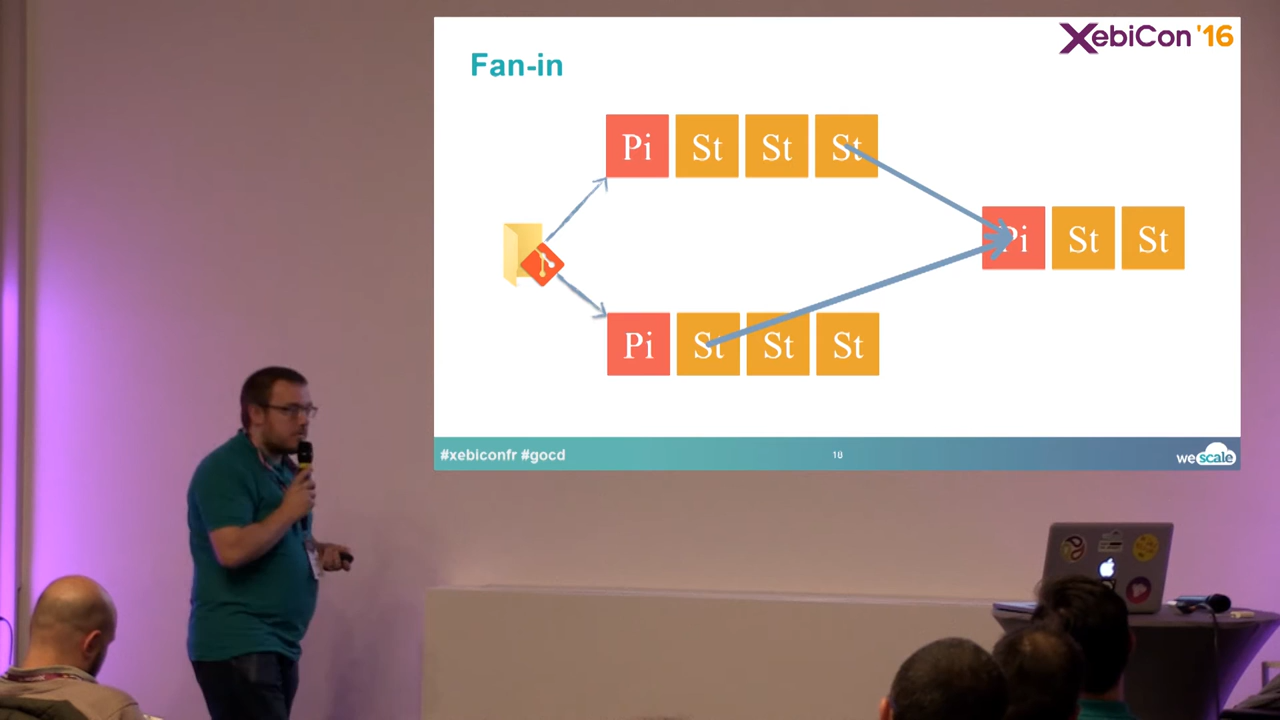 XebiCon '16
Fan-in
Pi St St St
Pi St St
Pi St St St
#xebiconfr #gocd
18
wescale